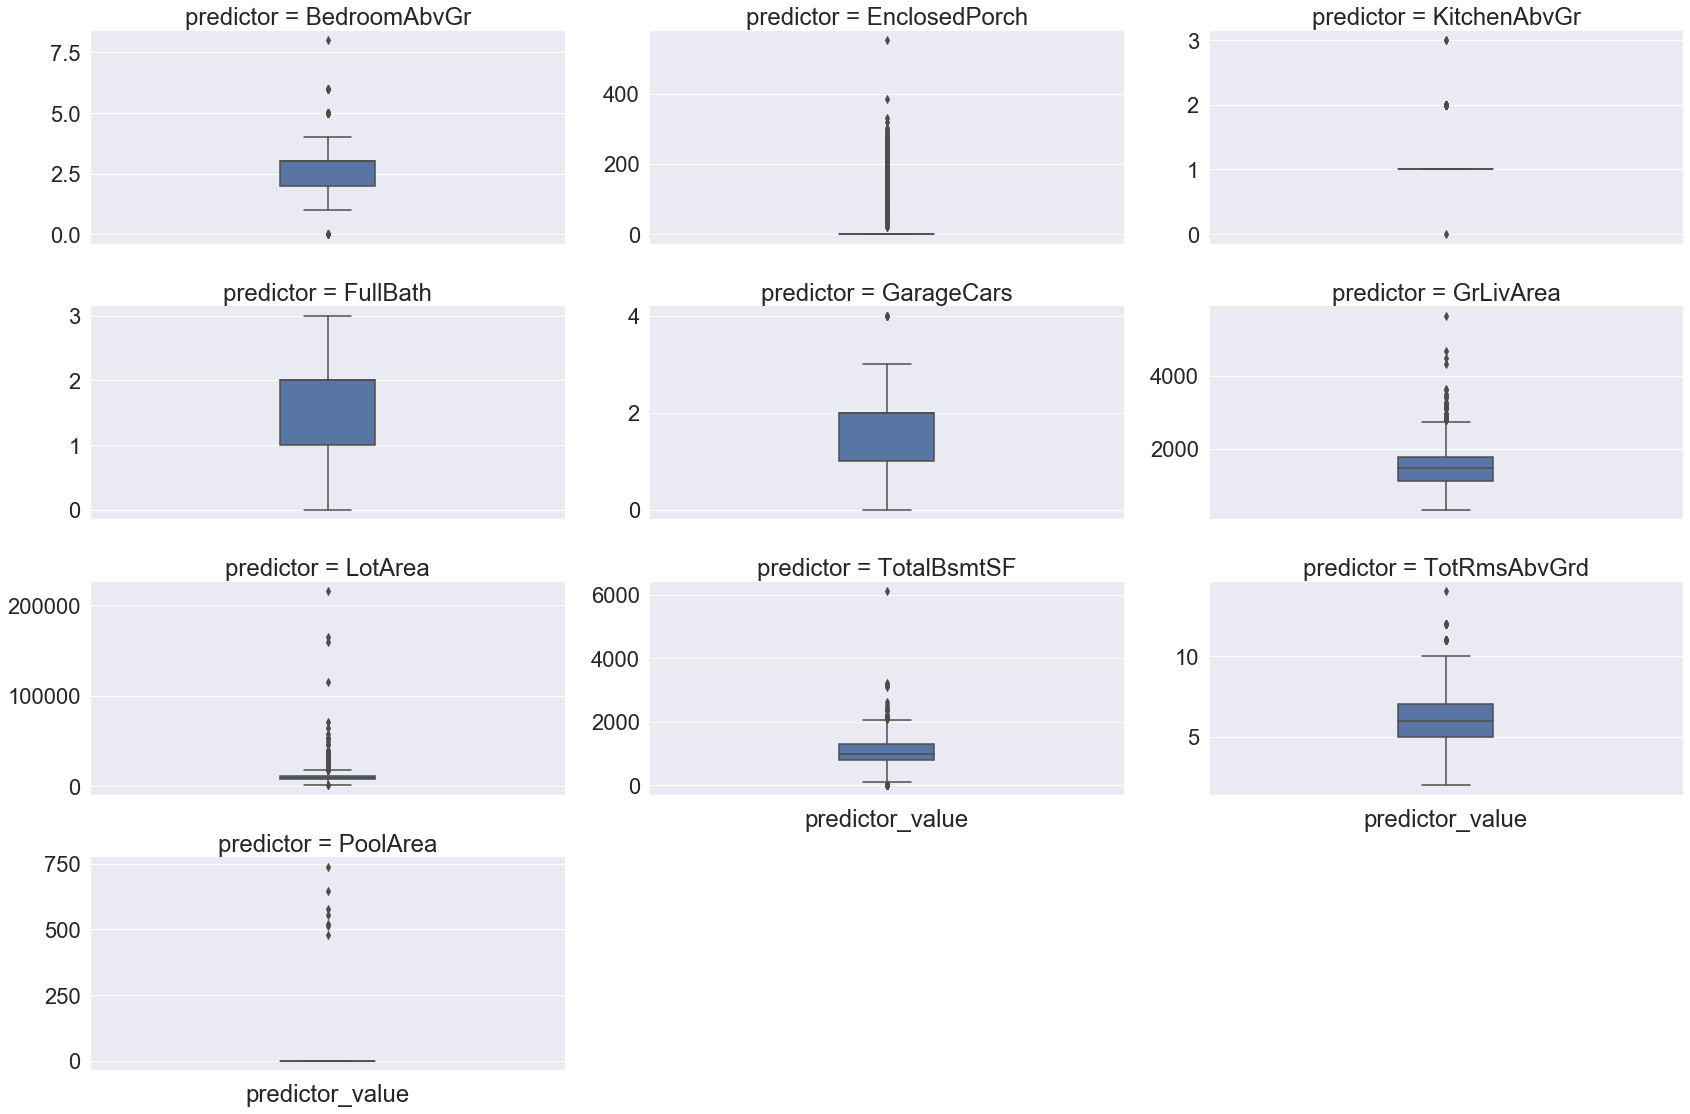 predictor = BedroomAbvGr
7.5
5.0
2.5
0.0
predictor = EnclosedPorch
400
200
0
predictor = KitchenAbvGr
3
2
1
0
predictor = FullBath
3
2
1
0
predictor = GarageCars
4
2
0
predictor = GrLivArea
4000
2000
predictor = LotArea
200000
100000
0
predictor = TotalBsmtSF
6000
4000
2000
0
predictor_value
predictor = TotRmsAbvGrd
10
5
predictor_value
predictor = PoolArea
750
500
250
0
predictor_value